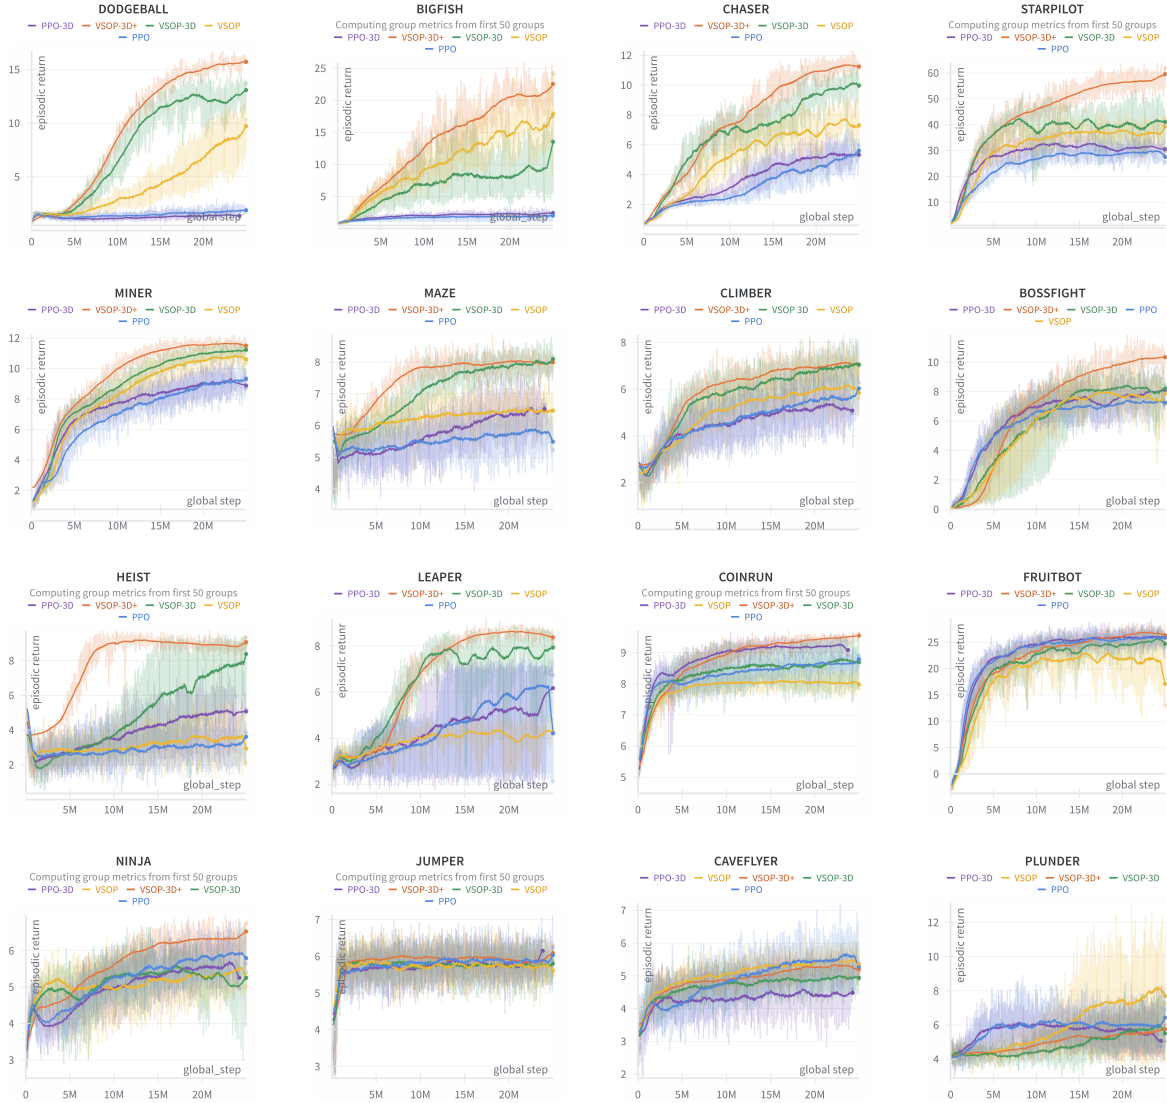 DODGEBALL
PPO-3D VSOP-3D+ VSOP-3D VSOP
PPO
episodic return
15
10
5
global step
0 5M 10M 15M 20M
BIGFISH
Computing group metrics from first 50 groups
PPO-3D VSOP-3D+ VSOP-3D VSOP
PPO
episodic return
25
20
15
10
5
global_step
5M 10M 15M 20M
CHASER
PPO-3D VSOP-3D+ VSOP-3D VSOP
PPO
episodic return
12
10
8
6
4
2
global step
0 5M 10M 15M 20M
STARPILOT
Computing group metrics from first 50 groups
PPO-3D VSOP-3D+ VSOP-3D VSOP
PPO
episodic return
60
50
40
30
20
10
global_step
5M 10M 15M 20M
MINER
PPO-3D VSOP-3D+ VSOP-3D VSOP
PPO
episodic return
12
10
8
6
4
2
global step
0 5M 10M 15M 20M
MAZE
PPO-3D VSOP-3D+ VSOP-3D VSOP
PPO
episodic return
8
7
6
5
4
global step
5M 10M 15M 20M
CLIMBER
PPO-3D VSOP-3D+ VSOP-3D VSOP
PPO
episodic return
8
6
4
2
global step
0 5M 10M 15M 20M
BOSSFIGHT
PPO-3D VSOP-3D+ VSOP-3D PPO
VSOP
episodic return
10
8
6
4
2
0
global step
0 5M 10M 15M 20M
HEIST
Computing group metrics from first 50 groups
PPO-3D VSOP-3D+ VSOP-3D VSOP
PPO
episodic return
8
6
4
2
global_step
5M 10M 15M 20M
LEAPER
PPO-3D VSOP-3D+ VSOP-3D VSOP
PPO
episodic retunr
8
6
4
2
global step
0 5M 10M 15M 20M
COINRUN
Computing group metrics from first 50 groups
PPO-3D VSOP VSOP-3D+ VSOP-3D
PPO
episodic return
9
8
7
6
5
global_step
0 5M 10M 15M 20M
FRUITBOT
PPO-3D VSOP-3D+ VSOP-3D VSOP
PPO
episodic return
25
20
15
10
5
0
global step
0 5M 10M 15M 20M
NINJA
Computing group metrics from first 50 groups
PPO-3D VSOP VSOP-3D+ VSOP-3D
PPO
episodic return
6
5
4
3
global_step
0 5M 10M 15M 20M
JUMPER
Computing group metrics from first 50 groups
PPO-3D VSOP-3D+ VSOP-3D VSOP
PPO
episodic return
7
6
5
4
3
global_step
0 5M 10M 15M 20M
CAVEFLYER
PPO-3D VSOP VSOP-3D+ VSOP-3D
PPO
episodic return
7
6
5
4
3
2
global step
0 5M 10M 15M 20M
PLUNDER
PPO-3D VSOP VSOP-3D+ VSOP-3D
PPO
episodic return
12
10
8
6
4
global step
0 5M 10M 15M 20M